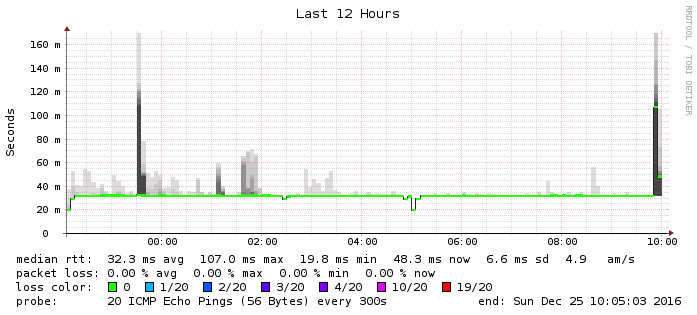 Last 12 Hours
RRDTOOL / TOBI OETIKER
Seconds
160 m
140 m
120 m
100 m
80 m
60 m
40 m
20 m
0
00:00 02:00 04:00 06:00 08:00 10:00
median rtt: 32.3 ms avg 107.0 ms max 19.8 ms min 48.3 ms now 6.6 ms sd 4.9 am/s
packet loss: 0.00 % avg 0.00 % max 0.00 % min 0.00 % now
loss color: 0 1/20 2/20 3/20 4/20 10/20 19/20
probe: 20 ICMP Echo Pings (56 Bytes) every 300s end: Sun Dec 25 10:05:03 2016